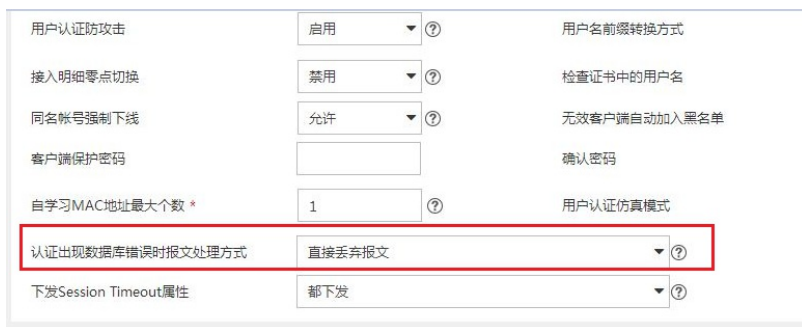 用户认证防攻击 启用 ? 用户名前缀转换方式
接入明细零点切换 禁用 ? 检查证书中的用户名
同名帐号强制下线 允许 ? 无效客户端自动加入黑名单
客户端保护密码 确认密码
自学习MAC地址最大个数 * 1 ? 用户认证仿真模式
认证出现数据库错误时报文处理方式 直接丢弃报文 ?
下发Session Timeout属性 都下发 ?